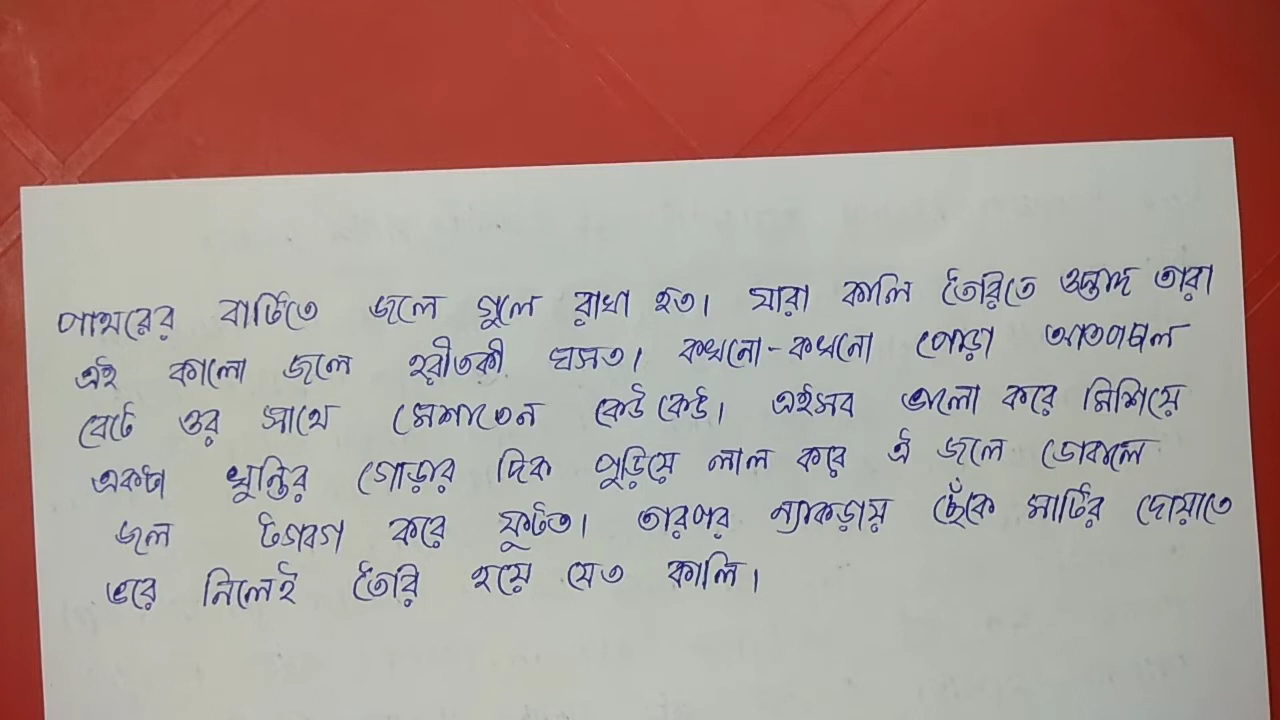 পাথরের বাটিতে জলে গুলে রাখা হত। যারা কালি তৈরিতে ওস্তাদ তারা
এই কালো জলে হরীতকী ঘসত। কখনো-কখনো পোড়া আতপচাল
বেটে ওর সাথে মেশাতেন কেউ কেউ। এইসব ভালো করে মিশিয়ে
একটা খুন্তির গোড়ার দিক পুড়িয়ে লাল করে ঐ জলে ডোবালে
জল টগবগ করে ফুটত। তারপর ন্যাকড়ায় ছেঁকে মাটির দোয়াতে
ভরে নিলেই তৈরি হয়ে যেত কালি।